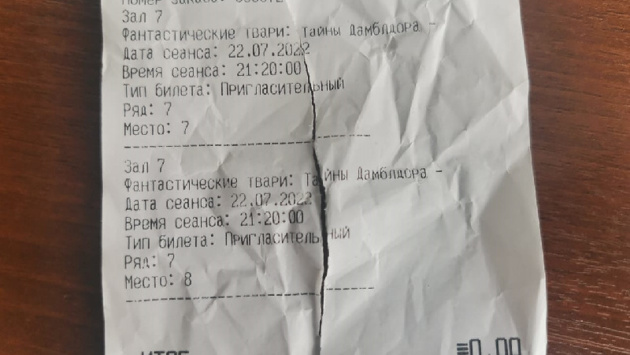 Зал 7
Фантастические твари: Тайны Дамблдора -
Дата сеанса: 22.07.2022
Время сеанса: 21:20:00
Тип билета: Пригласительный
Ряд: 7
Место: 7
Зал 7
Фантастические твари: Тайны Дамблдора -
Дата сеанса: 22.07.2022
Время сеанса: 21:20:00
Тип билета: Пригласительный
Ряд: 7
Место: 8
≡0.00